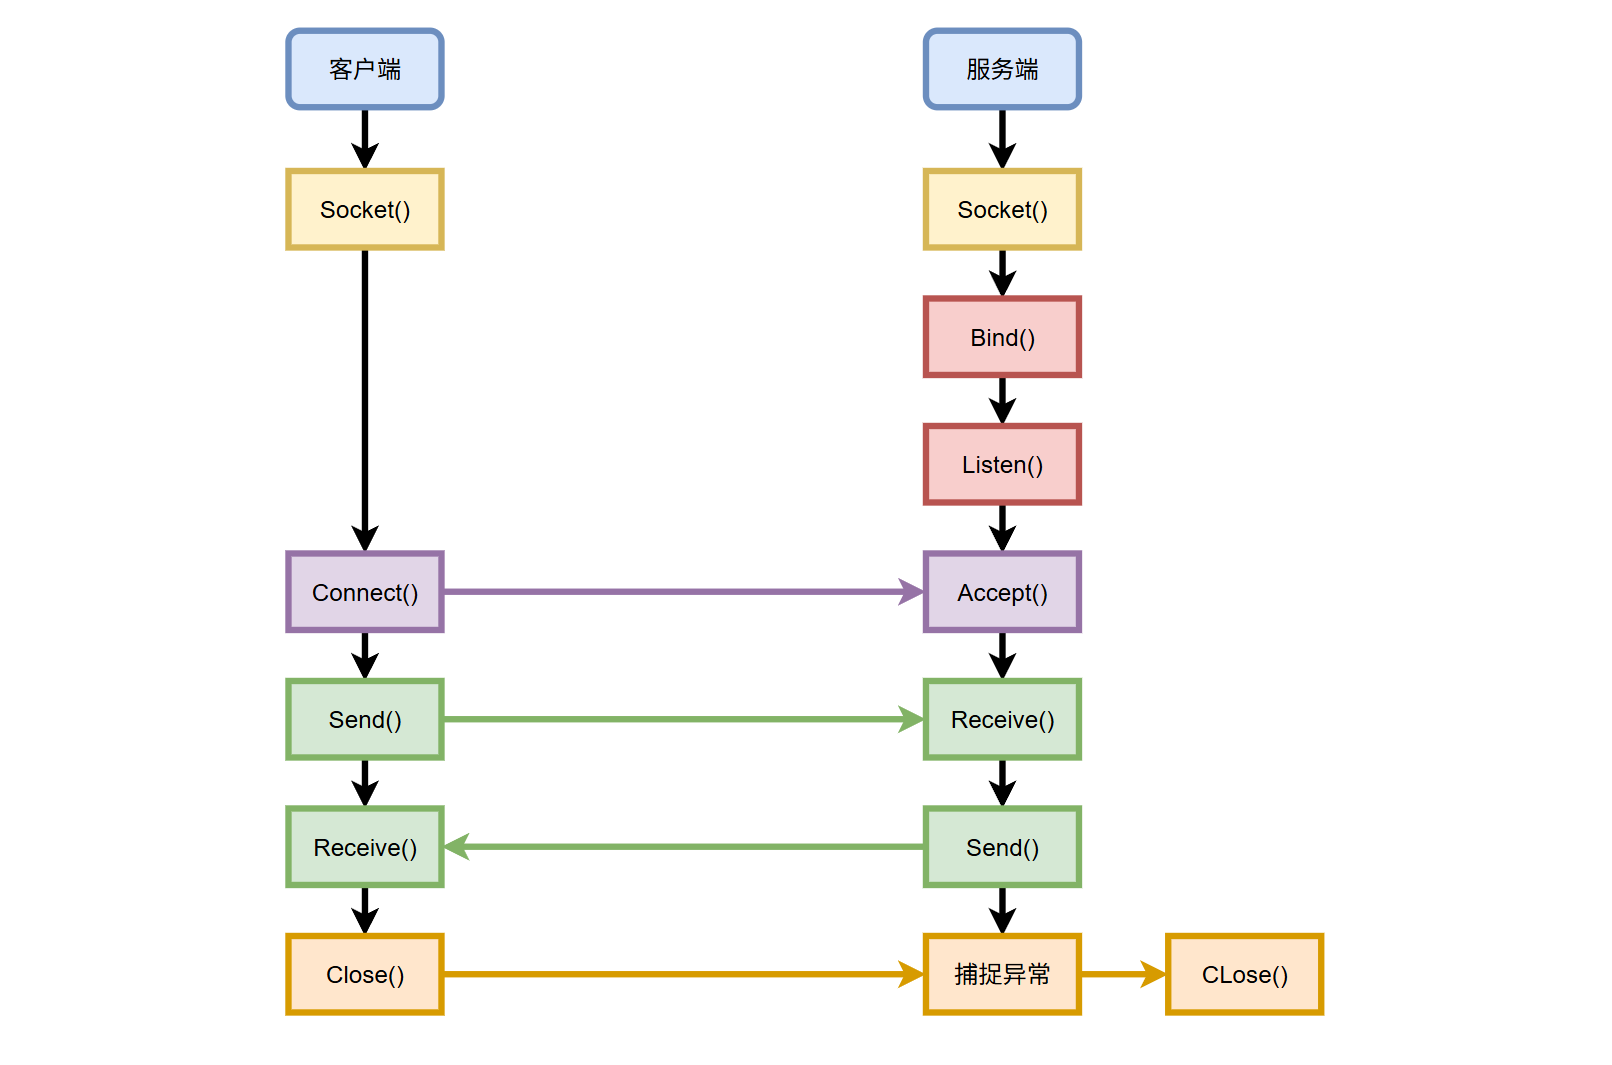 客户端
服务端
Socket()
Socket()
Bind()
Listen()
Connect()
Accept()
Send()
Receive()
Receive()
Send()
Close()
捕捉异常
CLose()